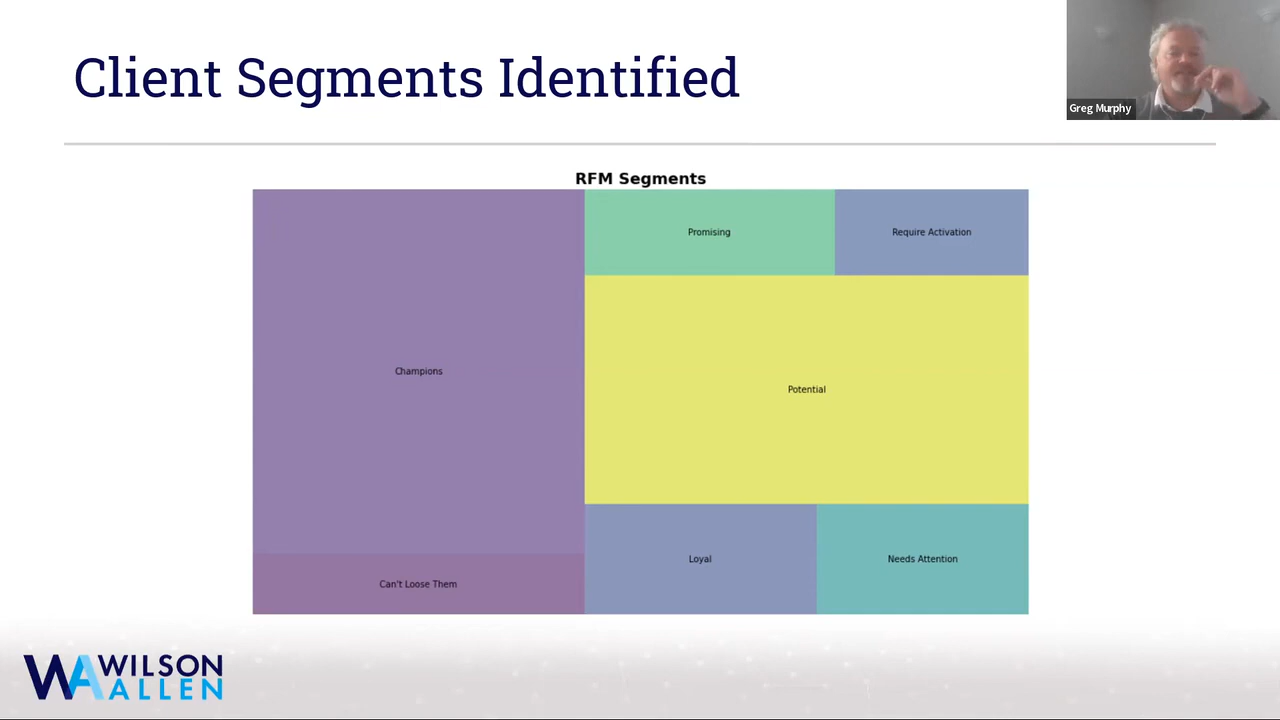 Client Segments Identified
Greg Murphy
RFM Segments
Promising
Require Activation
Champions
Potential
Can't Loose Them
Loyal
Needs Attention
WA WILSON
ALLEN